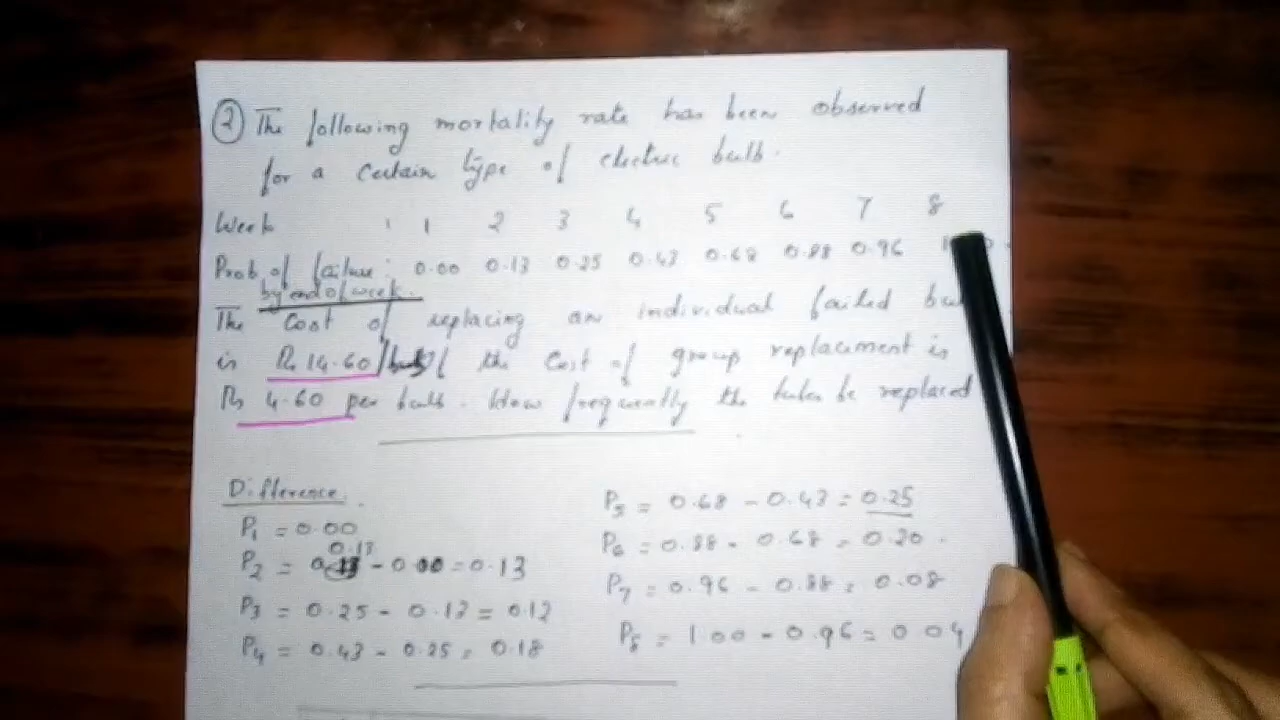 2 The following mortality rate has been observed
for a certain type of electric bulb.
Week : 1 2 3 4 5 6 7 8
Prob. of failure : 0.00 0.13 0.25 0.43 0.68 0.88 0.96
by end of week.
The cost of replacing an individual failed
is Rs 14.60/ the cost of group replacement is
Rs 4.60 per bulb. How frequently the tubes be replaced
Difference.
P1 = 0.00
0.13
P2 = - 0.00 = 0.13
P3 = 0.25 - 0.13 = 0.12
P4 = 0.43 - 0.25 = 0.18
P5 = 0.68 - 0.43 = 0.25
P6 = 0.88 - 0.68 = 0.20
P7 = 0.96 - 0.88 = 0.08
P8 = 1.00 - 0.96 = 0.04